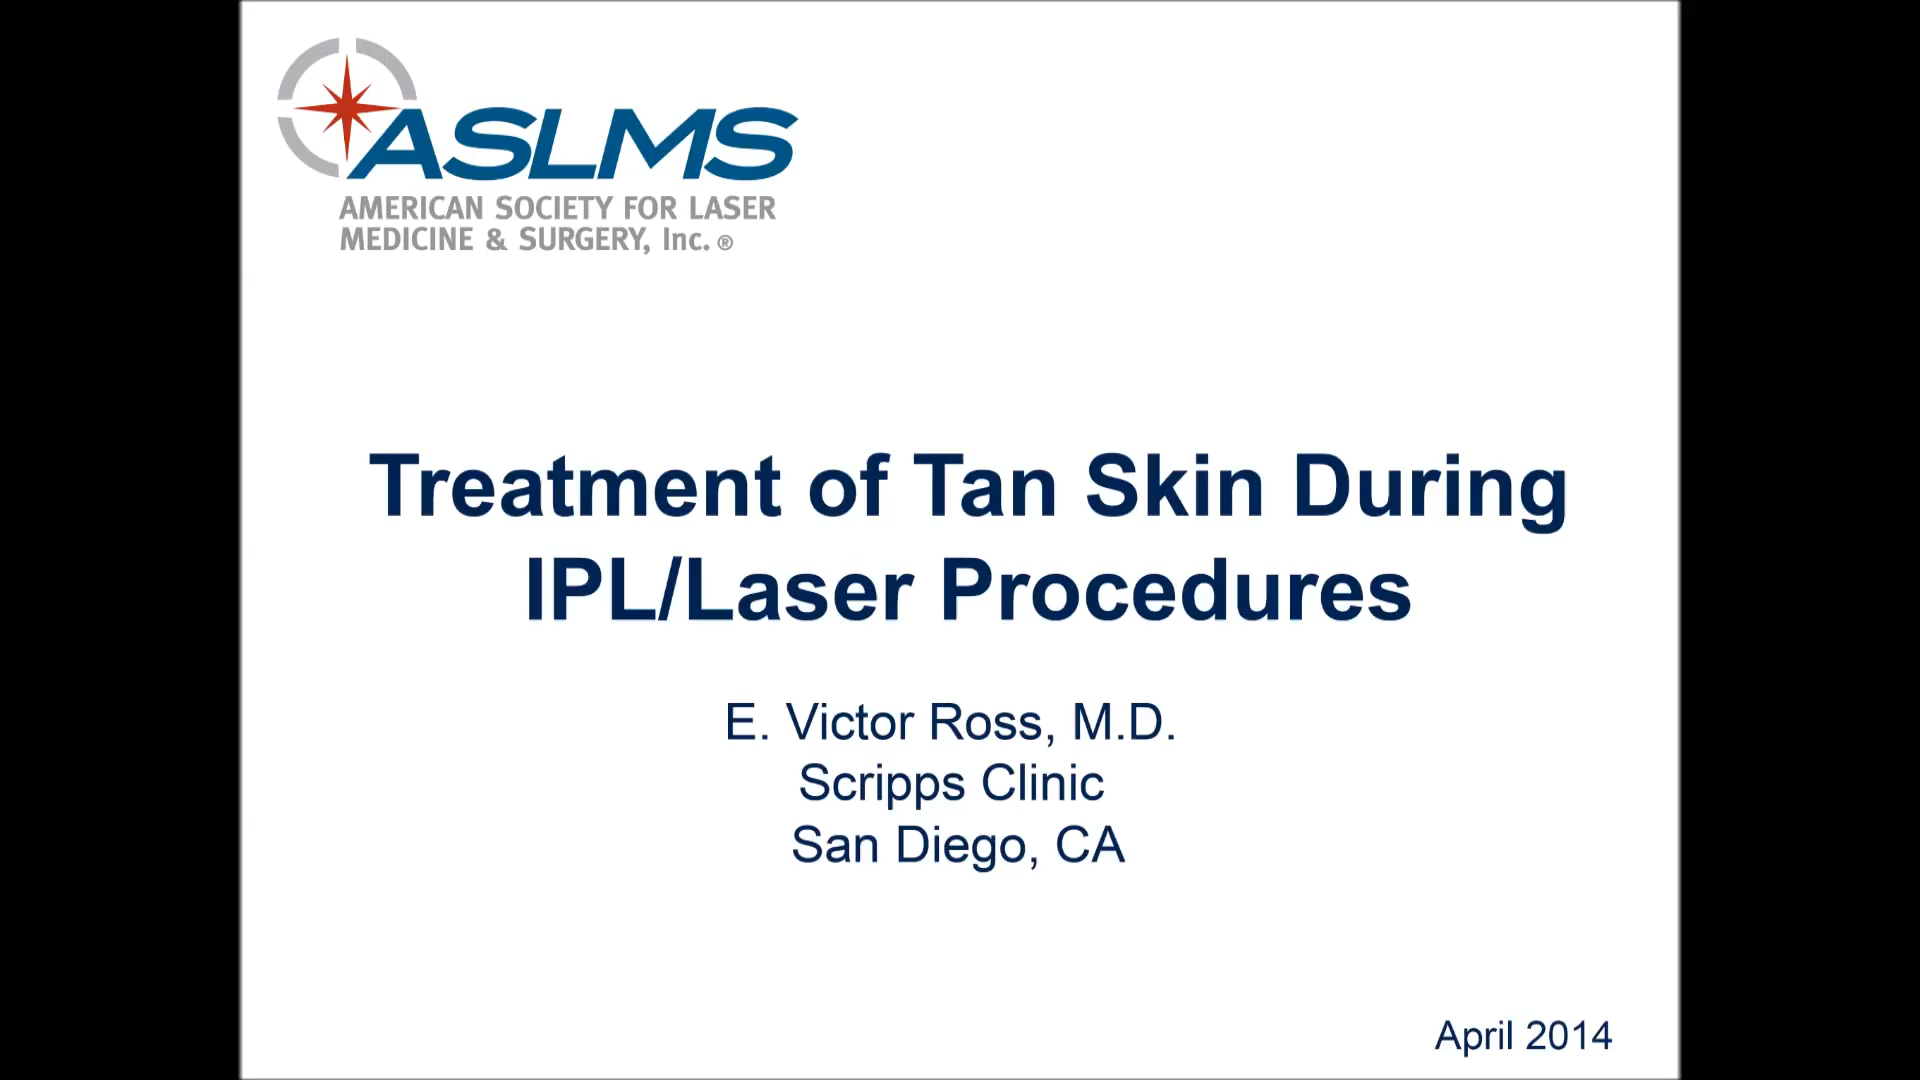 ASLMS
AMERICAN SOCIETY FOR LASER
MEDICINE & SURGERY, Inc. ®
Treatment of Tan Skin During
IPL/Laser Procedures
E. Victor Ross, M.D.
Scripps Clinic
San Diego, CA
April 2014